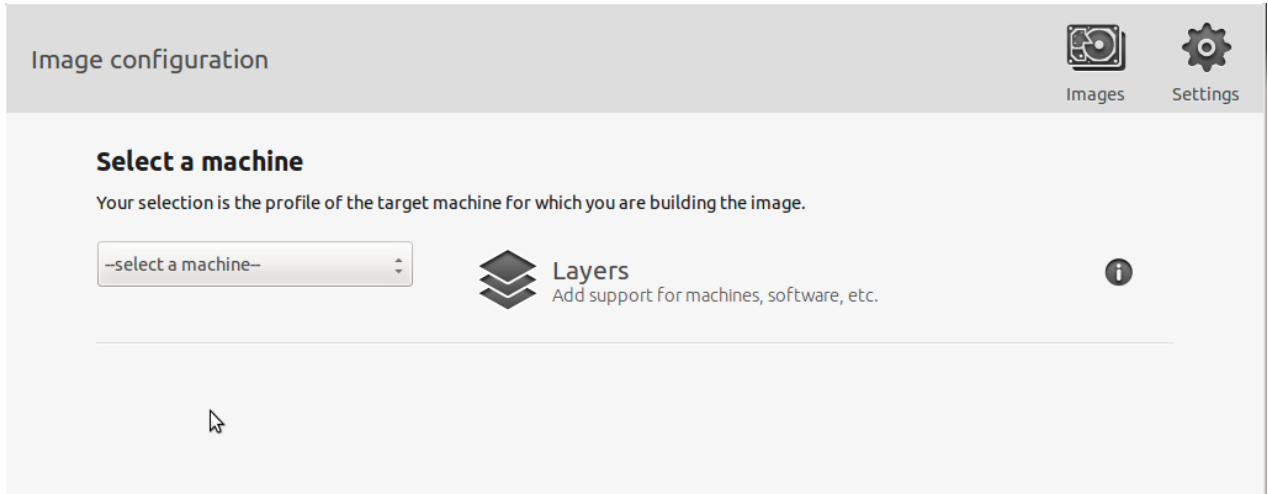 Image configuration
Images
Settings
Select a machine
Your selection is the profile of the target machine for which you are building the image.
--select a machine--
Layers
Add support for machines, software, etc.